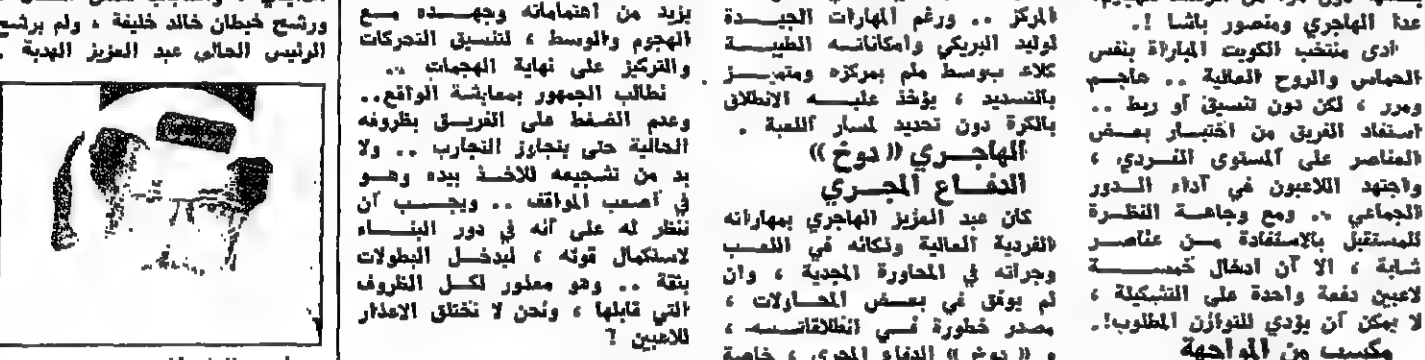 عدا الهاجري ومنصور باشا !.
أدى منتخب الكويت المباراة بنفس
الحماس والروح العالية .. هاجم
ومرر ، لكن دون تنسيق أو ربط ..
استفاد الفريق من اختبار بعض
العناصر على المستوى الفردي ،
واجتهد اللاعبون في أداء الدور
الجماعي .. ومع وجاهة النظرة
للمستقبل بالاستفادة من عناصر
شابة ، الا أن ادخال خمسة
لاعبين دفعة واحدة على التشكيلة ،
لا يمكن أن يؤدي للتوازن المطلوب!.
مكسب من المواجهة
المركز .. ورغم المهارات الجيدة
لوليد البريكي وامكاناته الطيبة
كلاعب وسط ملم بمركزه ومتميز
بالتسديد ، يؤخذ عليه الانطلاق
بالكرة دون تحديد لمسار اللعبة .
الهاجري (( دوخ ))
الدفاع المجري
كان عبد العزيز الهاجري بمهاراته
الفردية العالية وذكائه في اللعب
وجرأته في المحاورة المجدية ، وان
لم يوفق في بعض المحاولات ،
مصدر خطورة في انطلاقاته ،
و (( دوخ )) الدفاع المجري ، خاصة
يزيد من اهتماماته وجهده مع
الهجوم والوسط ، لتنسيق التحركات
والتركيز على نهاية الهجمات ..
نطالب الجمهور بمعايشة الواقع..
وعدم الضغط على الفريق بظروفه
الحالية حتى يتجاوز التجارب .. ولا
بد من تشجيعه للاخذ بيده وهو
في أصعب المواقف .. ويجب أن
ننظر له على أنه في دور البناء
لاستكمال قوته ، ليدخل البطولات
بثقة .. وهو معذور لكل الظروف
التي قابلها ، ونحن لا نختلق الاعذار
للاعبين ؟
ورشح خيطان خالد خليفة ، ولم يرشح
الرئيس الحالي عبد العزيز الهدبة .